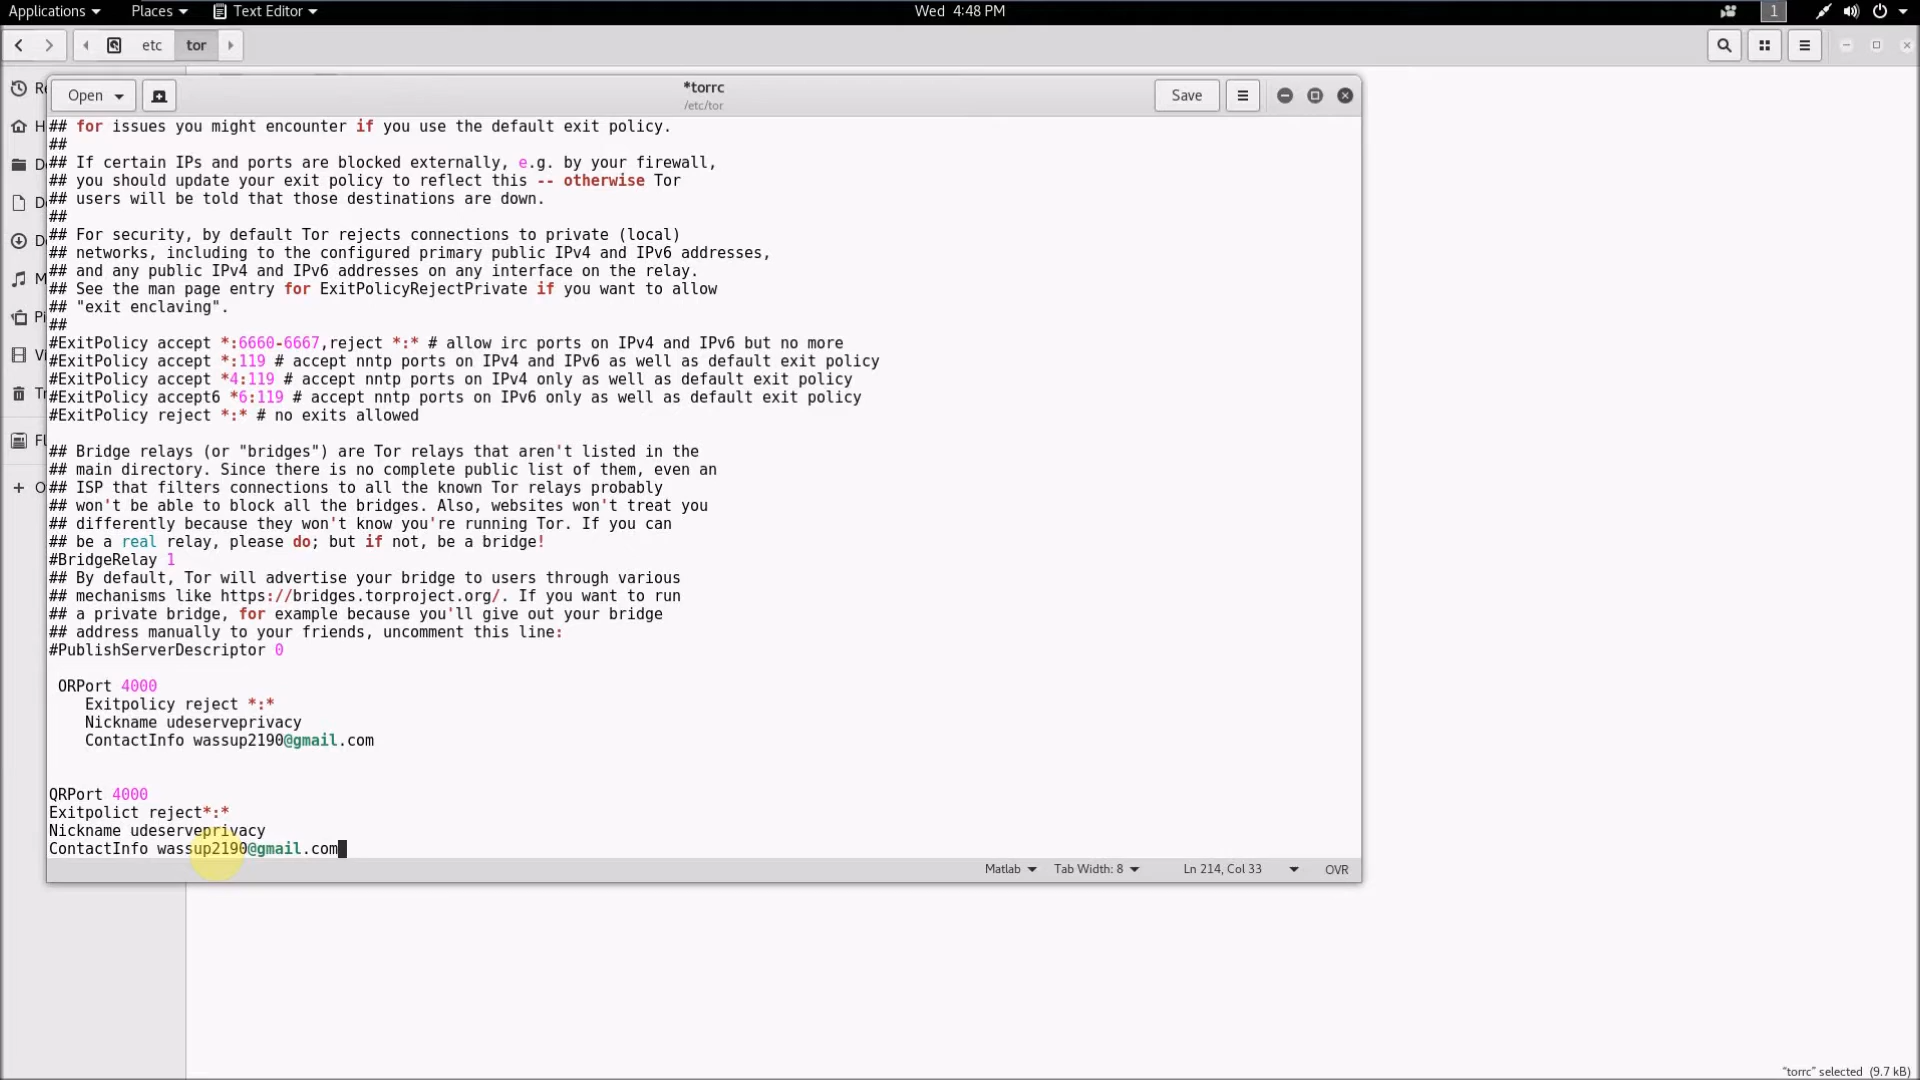 Applications Places Text Editor Wed 4:48 PM 1
etc tor
Open *torrc Save
/etc/tor
## for issues you might encounter if you use the default exit policy.
##
## If certain IPs and ports are blocked externally, e.g. by your firewall,
## you should update your exit policy to reflect this -- otherwise Tor
## users will be told that those destinations are down.
##
## For security, by default Tor rejects connections to private (local)
## networks, including to the configured primary public IPv4 and IPv6 addresses,
## and any public IPv4 and IPv6 addresses on any interface on the relay.
## See the man page entry for ExitPolicyRejectPrivate if you want to allow
## "exit enclaving".
##
#ExitPolicy accept *:6660-6667,reject *:* # allow irc ports on IPv4 and IPv6 but no more
#ExitPolicy accept *:119 # accept nntp ports on IPv4 and IPv6 as well as default exit policy
#ExitPolicy accept *4:119 # accept nntp ports on IPv4 only as well as default exit policy
#ExitPolicy accept6 *6:119 # accept nntp ports on IPv6 only as well as default exit policy
#ExitPolicy reject *:* # no exits allowed
## Bridge relays (or "bridges") are Tor relays that aren't listed in the
## main directory. Since there is no complete public list of them, even an
## ISP that filters connections to all the known Tor relays probably
## won't be able to block all the bridges. Also, websites won't treat you
## differently because they won't know you're running Tor. If you can
## be a real relay, please do; but if not, be a bridge!
#BridgeRelay 1
## By default, Tor will advertise your bridge to users through various
## mechanisms like https://bridges.torproject.org/. If you want to run
## a private bridge, for example because you'll give out your bridge
## address manually to your friends, uncomment this line:
#PublishServerDescriptor 0
ORPort 4000
Exitpolicy reject *:*
Nickname udeserveprivacy
ContactInfo wassup2190@gmail.com
QRPort 4000
Exitpolict reject*:*
Nickname udeserveprivacy
ContactInfo wassup2190@gmail.com
Matlab Tab Width: 8 Ln 214, Col 33 OVR
"torrc" selected (9.7 kB)